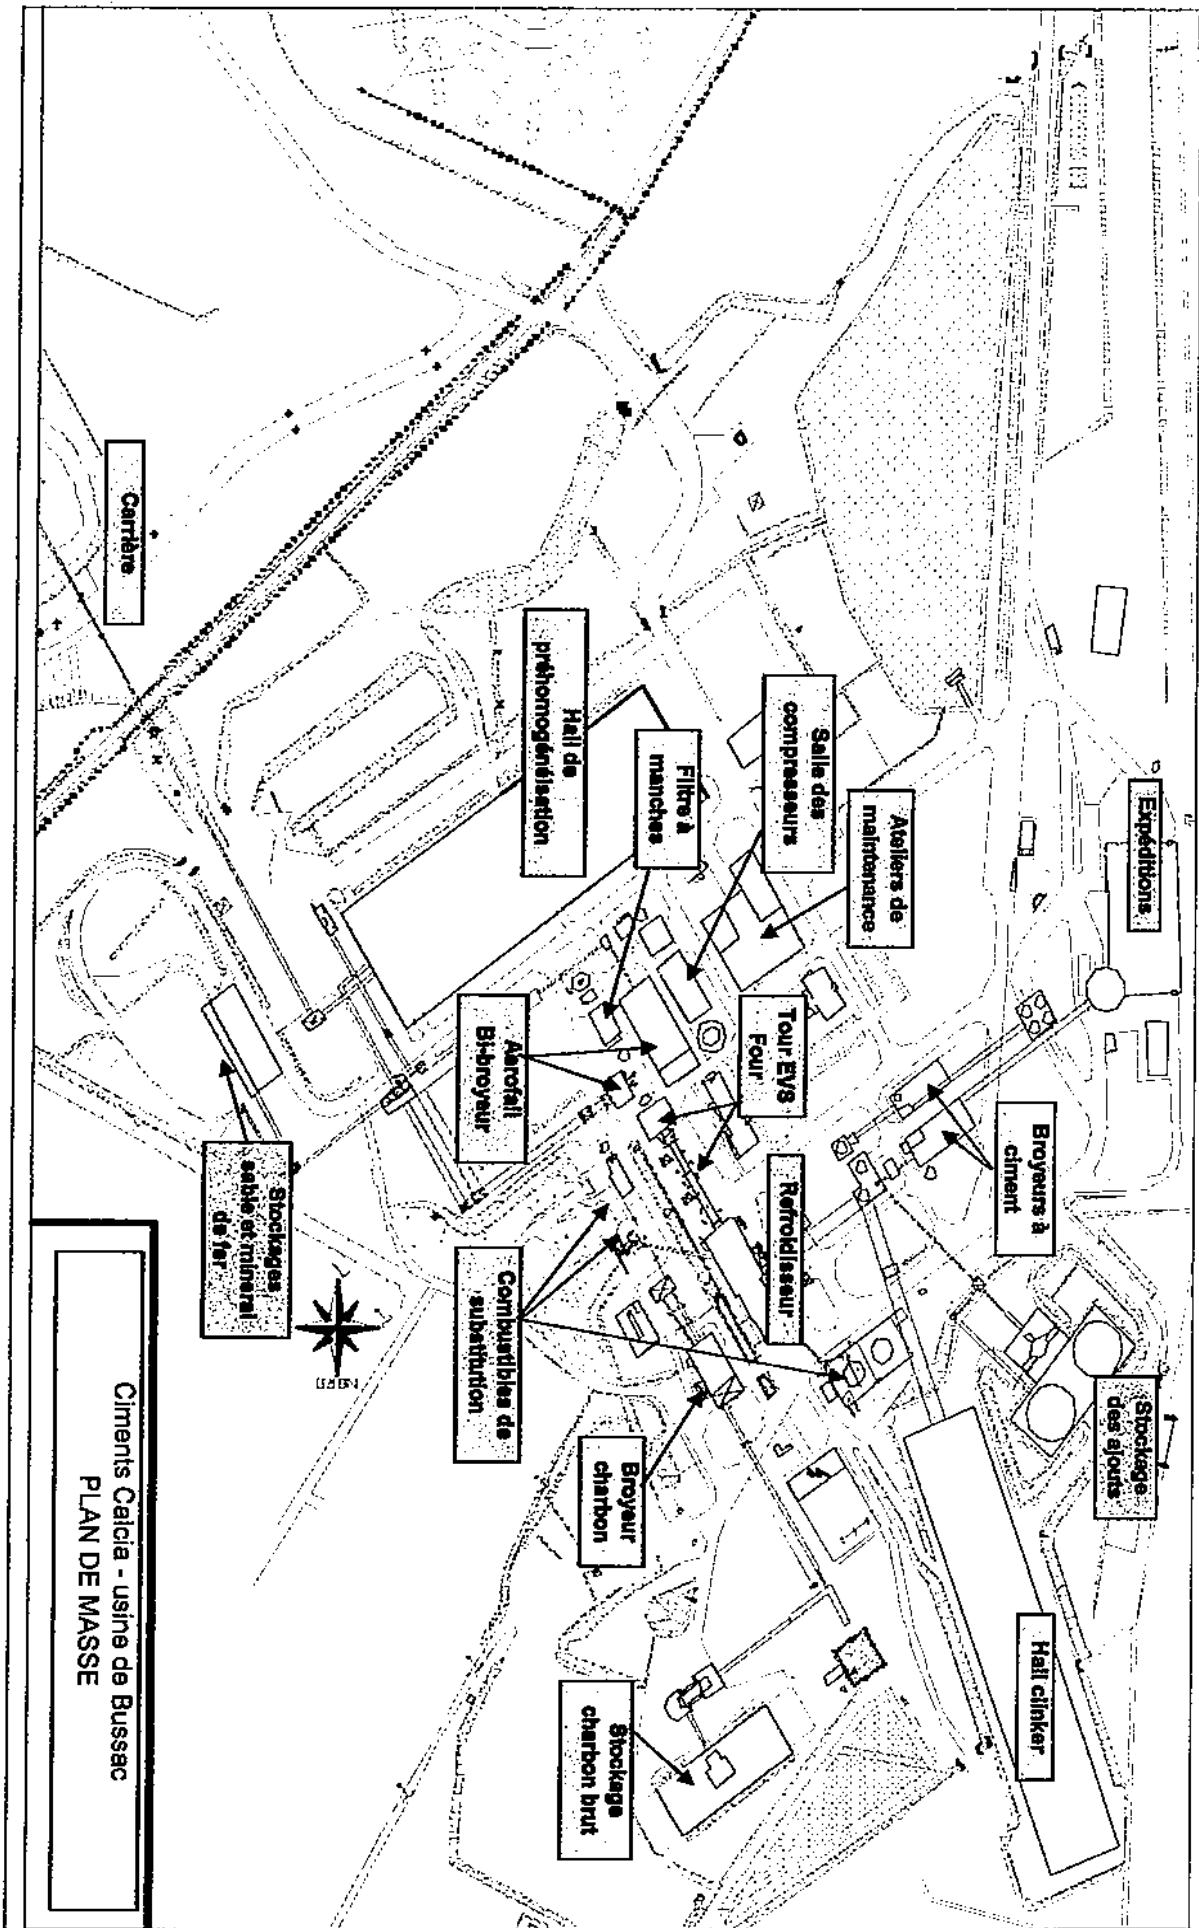 Expéditions
Ateliers de
maintenance
Salle des
compresseurs
Filtre à
manches
Hall de
préhomogénéisation
Carrière
Broyeurs à
ciment
Tour EVS
Four
Refroidisseur
Aerofall
Bi-broyeur
Stockages
sable et minerai
de fer
Combustibles de
substitution
Broyeur
charbon
Stockage
des ajouts
Hall clinker
Stockage
charbon brut
NORD
Ciments Calcia - usine de Bussac
PLAN DE MASSE